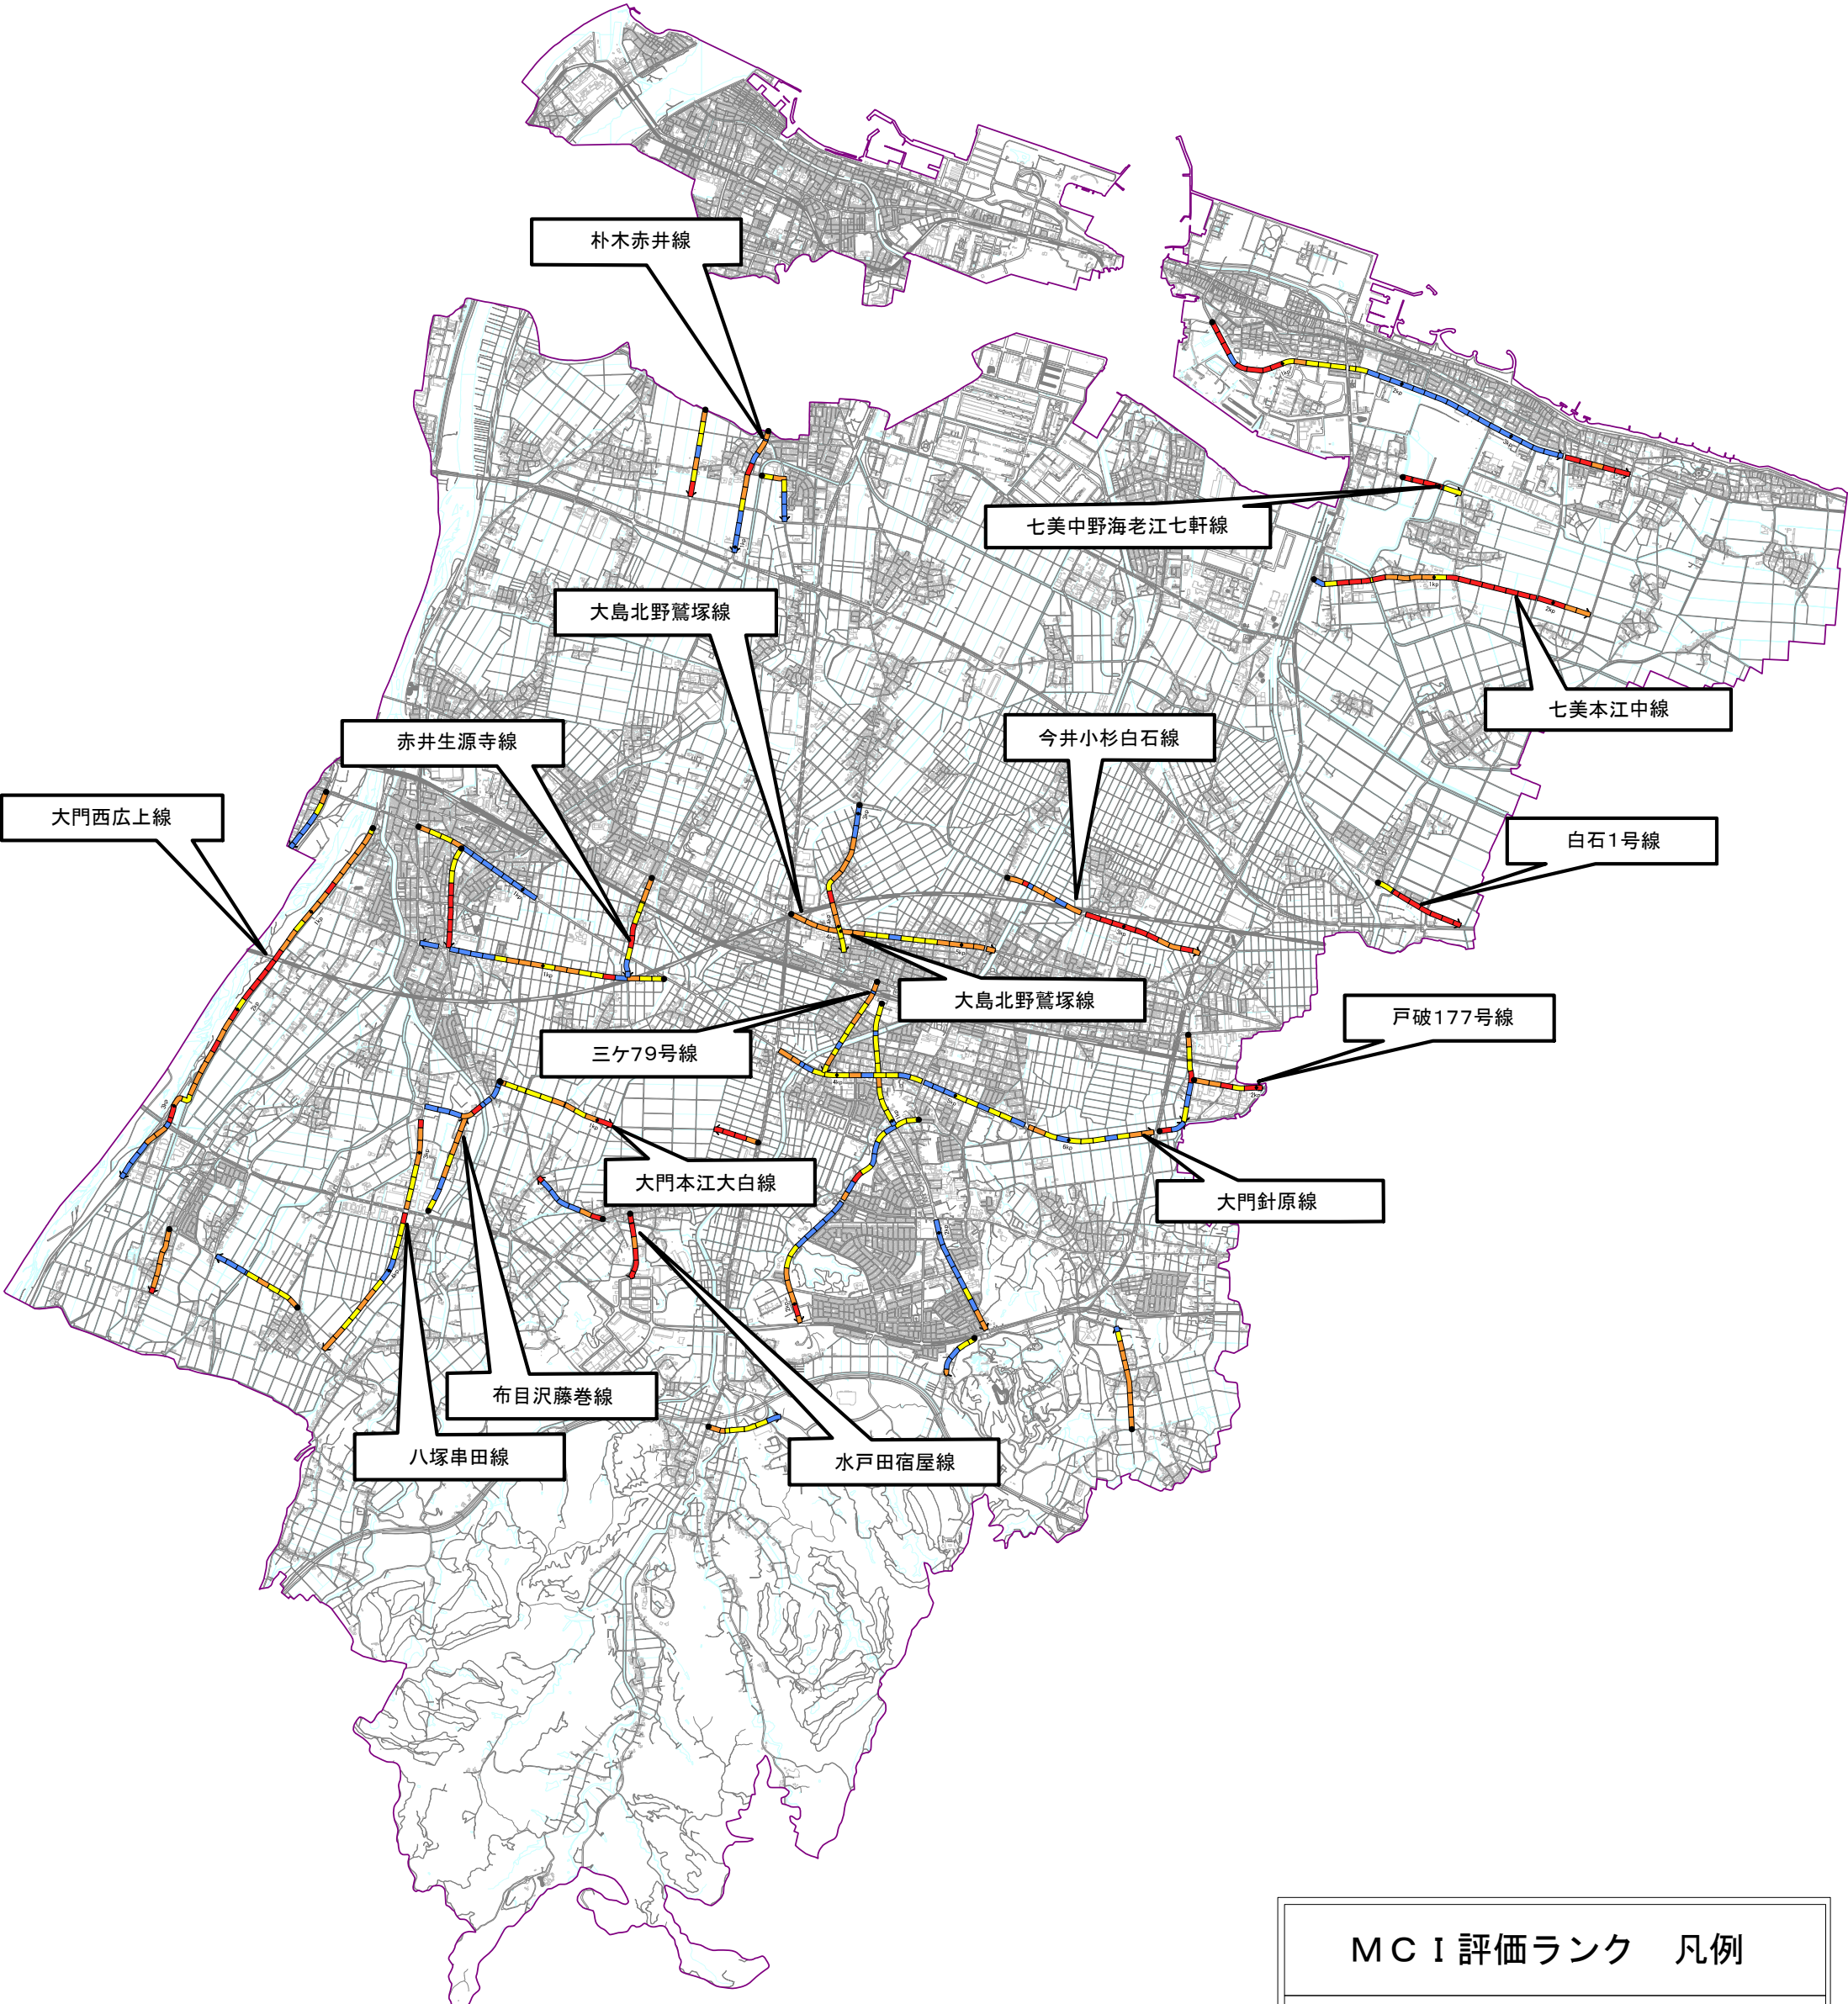 朴木赤井線
七美中野海老江七軒線
大島北野鷲塚線
七美本江中線
今井小杉白石線
赤井生源寺線
大門西広上線
白石1号線
大島北野鷲塚線
戸破177号線
三ケ79号線
大門本江大白線
大門針原線
布目沢藤巻線
八塚串田線
水戸田宿屋線
ＭＣＩ評価ランク　凡例